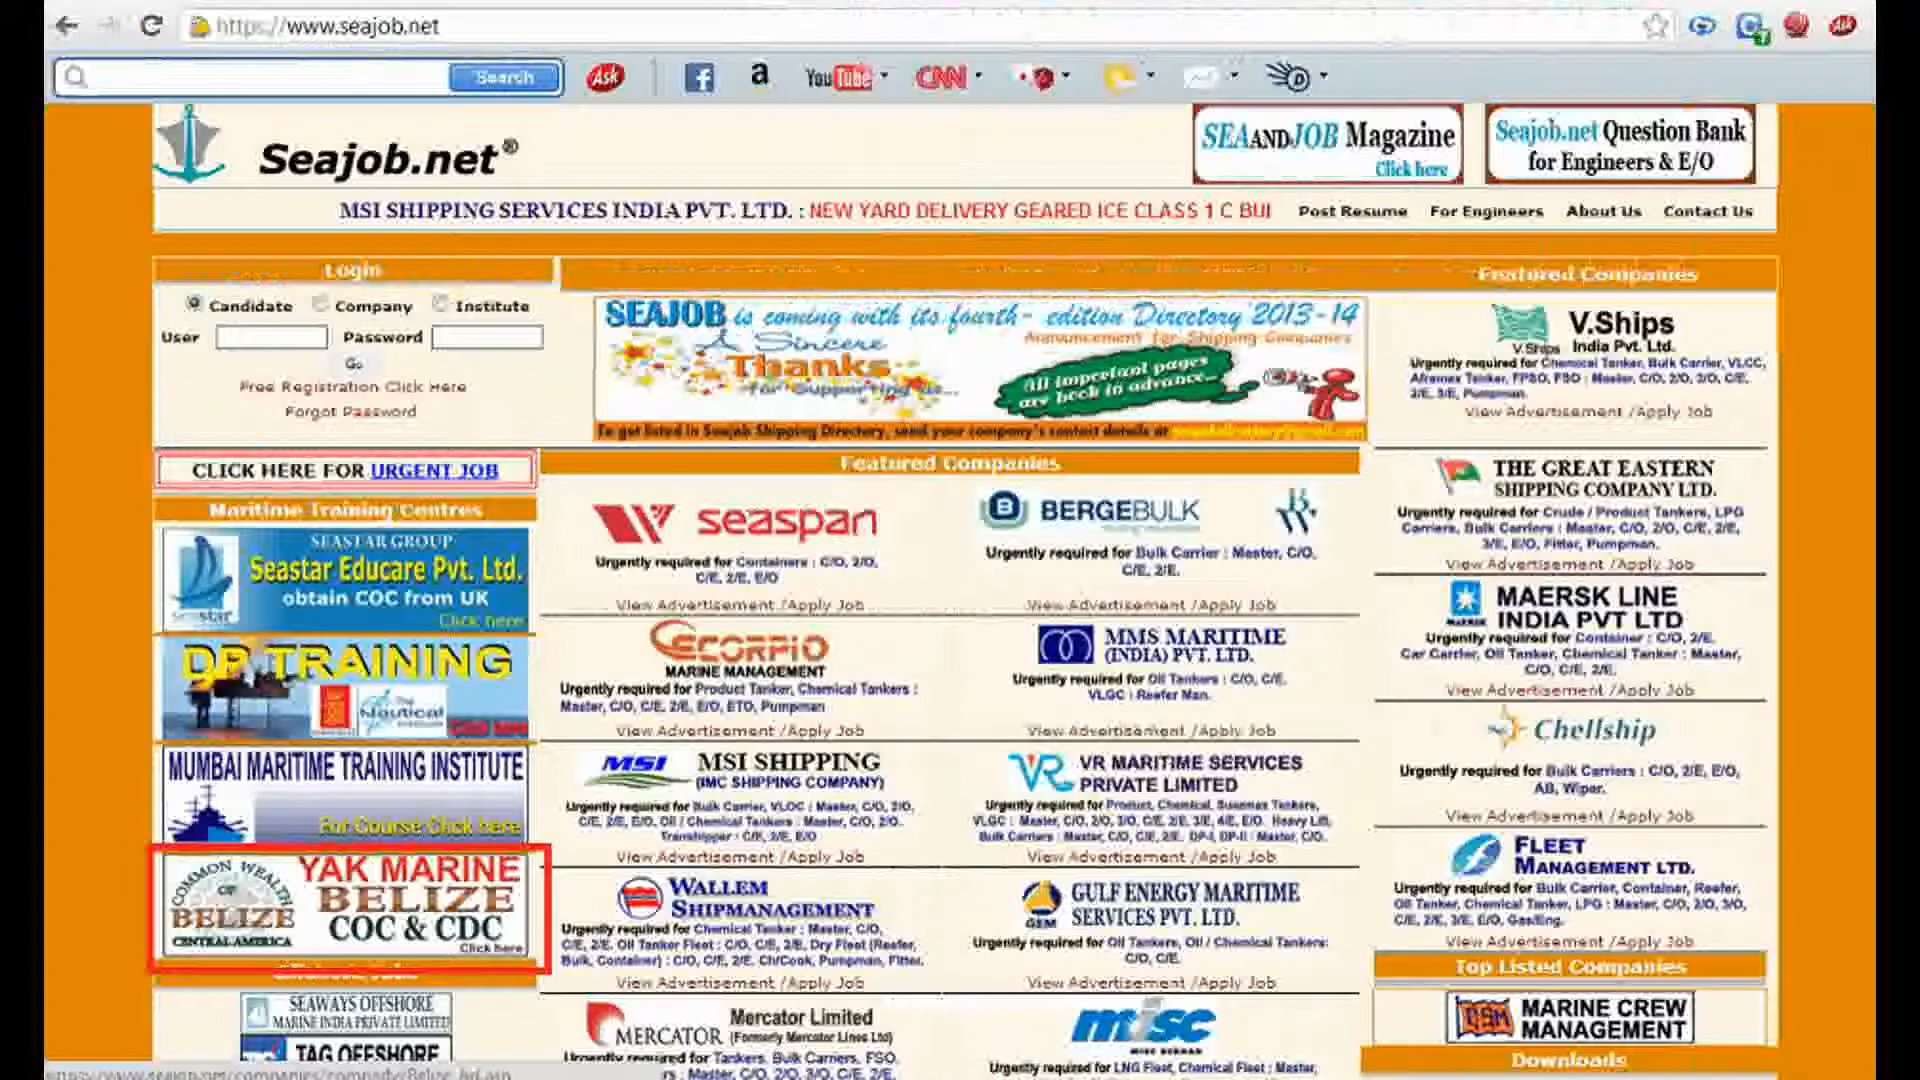 https://www.seajob.net
Search
Ask
f
a
YouTube
CNN
Ask
Seajob.net®
SEAANDJOB Magazine
Click here
Seajob.net Question Bank
for Engineers & E/O
MSI SHIPPING SERVICES INDIA PVT. LTD. : NEW YARD DELIVERY GEARED ICE CLASS 1 C BUI
Post Resume
For Engineers
About Us
Contact Us
Login
Candidate
Company
Institute
User
Password
Go
Free Registration Click Here
Forgot Password
SEAJOB is coming with its fourth- edition Directory '2013-14
A Sincere
Thanks
For Supporting Us...
Announcement for Shipping Companies
All important pages
are book in advance...
To get listed in Seajob Shipping Directory, send your company's contact details at
CLICK HERE FOR URGENT JOB
Maritime Training Centres
SEASTAR GROUP
Seastar Educare Pvt. Ltd.
obtain COC from UK
Click here
seastar
DP TRAINING
The
Nautical
Click here
MUMBAI MARITIME TRAINING INSTITUTE
For Course Click here
COMMON WEALTH
OF
BELIZE
CENTRAL AMERICA
YAK MARINE
BELIZE
COC & CDC
Click here
SEAWAYS OFFSHORE
MARINE INDIA PRIVATE LIMITED
TAG OFFSHORE
Featured Companies
seaspan
Urgently required for Containers : C/O, 2/O,
C/E, 2/E, E/O
View Advertisement /Apply Job
BERGEBULK
Urgently required for Bulk Carrier : Master, C/O,
C/E, 2/E.
View Advertisement /Apply Job
SCORPIO
MARINE MANAGEMENT
Urgently required for Product Tanker, Chemical Tankers :
Master, C/O, C/E, 2/E, E/O, ETO, Pumpman
View Advertisement /Apply Job
MMS MARITIME
(INDIA) PVT. LTD.
Urgently required for Oil Tankers : C/O, C/E.
VLGC : Reefer Man.
View Advertisement /Apply Job
MSI
MSI SHIPPING
(IMC SHIPPING COMPANY)
Urgently required for Bulk Carrier, VLOC : Master, C/O, 2/O,
C/E, 2/E, E/O. Oil / Chemical Tankers : Master, C/O, 2/O.
Transhipper : C/E, 2/E, E/O
View Advertisement /Apply Job
VR
VR MARITIME SERVICES
PRIVATE LIMITED
Urgently required for Product, Chemical, Suezmax Tankers,
VLGC : Master, C/O, 2/O, 3/O, C/E, 2/E, 3/E, 4/E, E/O. Heavy Lift,
Bulk Carriers : Master, C/O, C/E, 2/E. DP-I, DP-II : Master, C/O.
View Advertisement /Apply Job
WALLEM
SHIPMANAGEMENT
Urgently required for Chemical Tanker : Master, C/O,
C/E, 2/E. Oil Tanker Fleet : C/O, C/E, 2/E, Dry Fleet (Reefer,
Bulk, Container) : C/O, C/E, 2/E. Ch/Cook, Pumpman, Fitter.
View Advertisement /Apply Job
GEM
GULF ENERGY MARITIME
SERVICES PVT. LTD.
Urgently required for Oil Tankers, Oil / Chemical Tankers:
C/O, C/E.
View Advertisement /Apply Job
MERCATOR
Mercator Limited
(Formerly Mercator Lines Ltd)
Urgently required for Tankers, Bulk Carriers, FSO,
: Master, C/O, 2/O, 3/O, C/E, 2/E,
misc
MISC BERHAD
Urgently required for LNG Fleet, Chemical Fleet : Master,
Featured Companies
V.Ships
V.Ships
India Pvt. Ltd.
Urgently required for Chemical Tanker, Bulk Carrier, VLCC,
Aframax Tanker, FPSO, FSO : Master, C/O, 2/O, 3/O, C/E,
2/E, 3/E, Pumpman.
View Advertisement /Apply Job
THE GREAT EASTERN
SHIPPING COMPANY LTD.
Urgently required for Crude / Product Tankers, LPG
Carriers, Bulk Carriers : Master, C/O, 2/O, C/E, 2/E,
3/E, E/O, Fitter, Pumpman.
View Advertisement /Apply Job
MAERSK
MAERSK LINE
INDIA PVT LTD
Urgently required for Container : C/O, 2/E.
Car Carrier, Oil Tanker, Chemical Tanker : Master,
C/O, C/E, 2/E.
View Advertisement /Apply Job
Chellship
Urgently required for Bulk Carriers : C/O, 2/E, E/O,
AB, Wiper.
View Advertisement /Apply Job
FLEET
MANAGEMENT LTD.
Urgently required for Bulk Carrier, Container, Reefer,
Oil Tanker, Chemical Tanker, LPG : Master, C/O, 2/O, 3/O,
C/E, 2/E, 3/E, E/O, Gas/Eng.
View Advertisement /Apply Job
Top Listed Companies
DSM
MARINE CREW
MANAGEMENT
Downloads